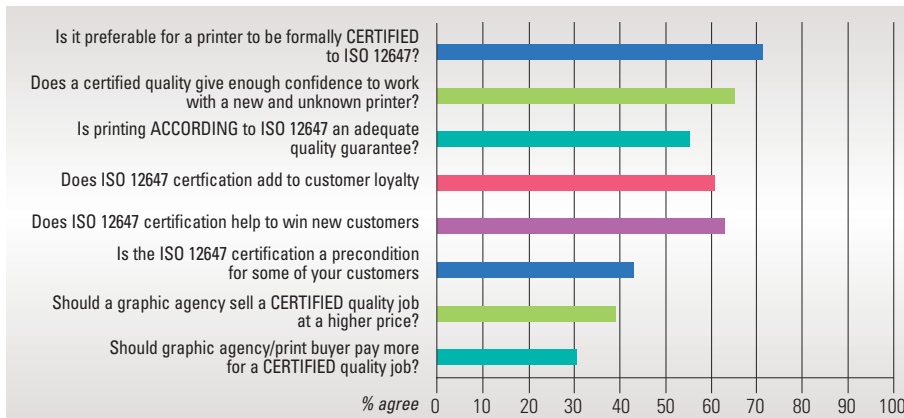 Is it preferable for a printer to be formally CERTIFIED
to ISO 12647?
Does a certified quality give enough confidence to work
with a new and unknown printer?
Is printing ACCORDING to ISO 12647 an adequate
quality guarantee?
Does ISO 12647 certfication add to customer loyalty
Does ISO 12647 certification help to win new customers
Is the ISO 12647 certification a precondition
for some of your customers
Should a graphic agency sell a CERTIFIED quality job
at a higher price?
Should graphic agency/print buyer pay more
for a CERTIFIED quality job?
% agree 0 10 20 30 40 50 60 70 80 90 100